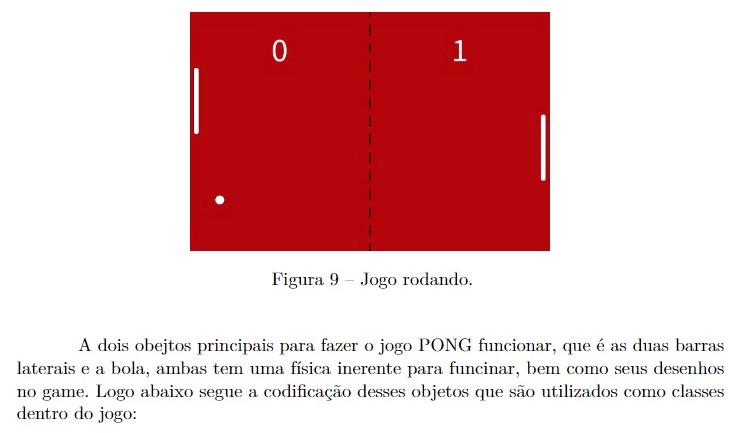 0 1
Figura 9 – Jogo rodando.
A dois obejtos principais para fazer o jogo PONG funcionar, que é as duas barras
laterais e a bola, ambas tem uma física inerente para funcinar, bem como seus desenhos
no game. Logo abaixo segue a codificação desses objetos que são utilizados como classes
dentro do jogo: